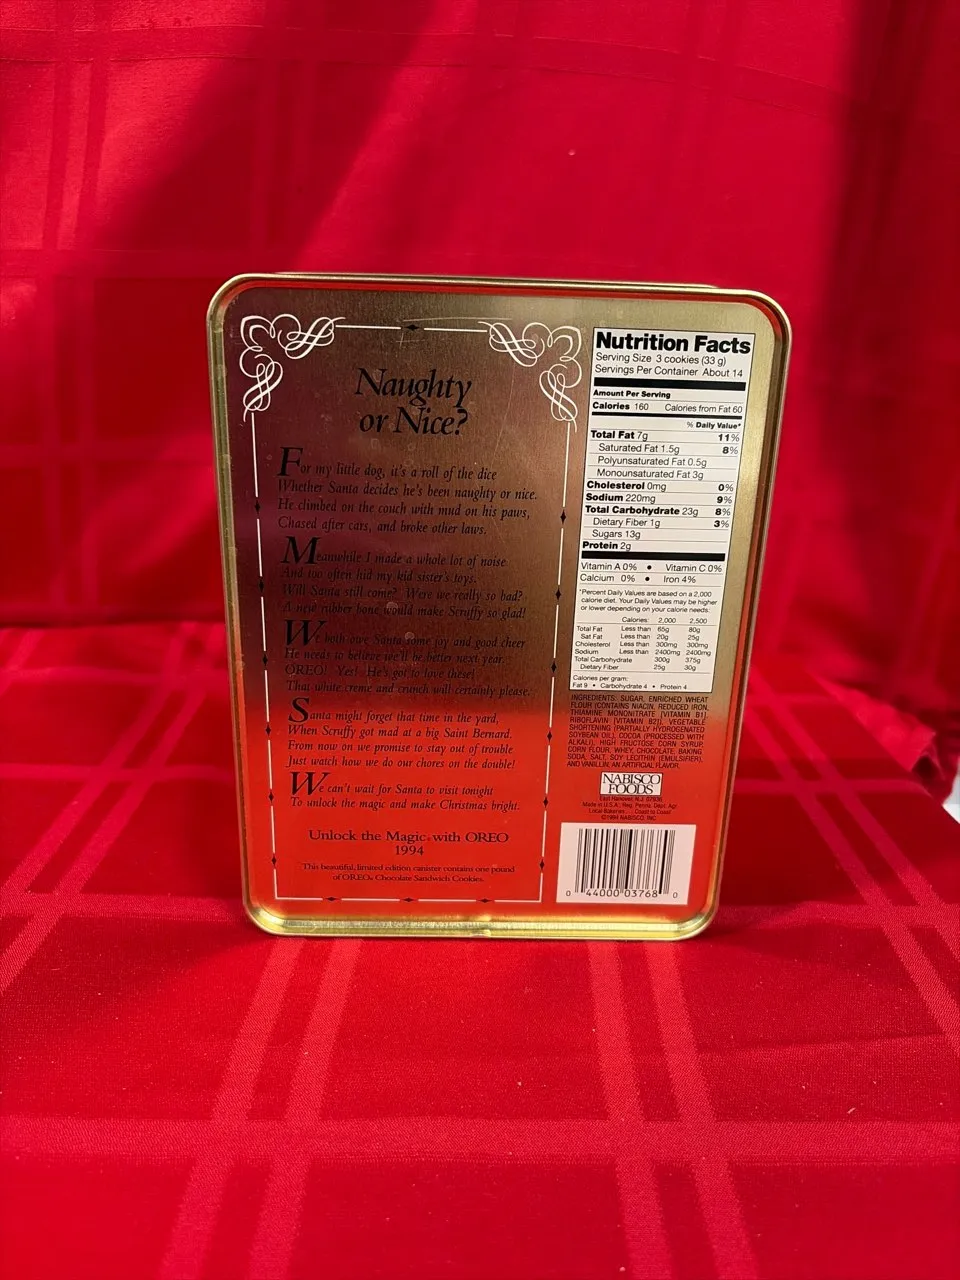 Naughty
or Nice?
For my little dog, it's a roll of the dice
Whether Santa decides he's been naughty or nice.
He climbed on the couch with mud on his paws,
Chased after cars, and broke other laws.
Meanwhile I made a whole lot of noise
And too often hid my kid sister's toys.
Will Santa still come? Were we really so bad?
A new rubber bone would make Scruffy so glad!
We both owe Santa some joy and good cheer
He needs to believe we'll be better next year.
OREO! Yes! He's got to love these!
That white creme and crunch will certainly please.
Santa might forget that time in the yard,
When Scruffy got mad at a big Saint Bernard.
From now on we promise to stay out of trouble
Just watch how we do our chores on the double!
We can't wait for Santa to visit tonight
To unlock the magic and make Christmas bright.
Unlock the Magic with OREO
1994
This beautiful, limited edition canister contains one pound
of OREO® Chocolate Sandwich Cookies.
Nutrition Facts
Serving Size 3 cookies (33 g)
Servings Per Container About 14
Amount Per Serving
Calories 160 Calories from Fat 60
% Daily Value*
Total Fat 7g 11%
Saturated Fat 1.5g 8%
Polyunsaturated Fat 0.5g
Monounsaturated Fat 3g
Cholesterol 0mg 0%
Sodium 220mg 9%
Total Carbohydrate 23g 8%
Dietary Fiber 1g 3%
Sugars 13g
Protein 2g
Vitamin A 0% • Vitamin C 0%
Calcium 0% • Iron 4%
*Percent Daily Values are based on a 2,000
calorie diet. Your Daily Values may be higher
or lower depending on your calorie needs:
Calories: 2,000 2,500
Total Fat Less than 65g 80g
Sat Fat Less than 20g 25g
Cholesterol Less than 300mg 300mg
Sodium Less than 2400mg 2400mg
Total Carbohydrate 300g 375g
Dietary Fiber 25g 30g
Calories per gram:
Fat 9 • Carbohydrate 4 • Protein 4
INGREDIENTS: SUGAR, ENRICHED WHEAT
FLOUR (CONTAINS NIACIN, REDUCED IRON,
THIAMINE MONONITRATE [VITAMIN B1],
RIBOFLAVIN [VITAMIN B2]), VEGETABLE
SHORTENING (PARTIALLY HYDROGENATED
SOYBEAN OIL), COCOA (PROCESSED WITH
ALKALI), HIGH FRUCTOSE CORN SYRUP,
CORN FLOUR, WHEY, CHOCOLATE, BAKING
SODA, SALT, SOY LECITHIN (EMULSIFIER),
AND VANILLIN, AN ARTIFICIAL FLAVOR.
NABISCO
FOODS
East Hanover, N.J. 07936
Made in U.S.A. Reg. Penna. Dept. Agr.
Local Bakeries... Coast to Coast
©1994 NABISCO, INC.
0 44000 03768 0